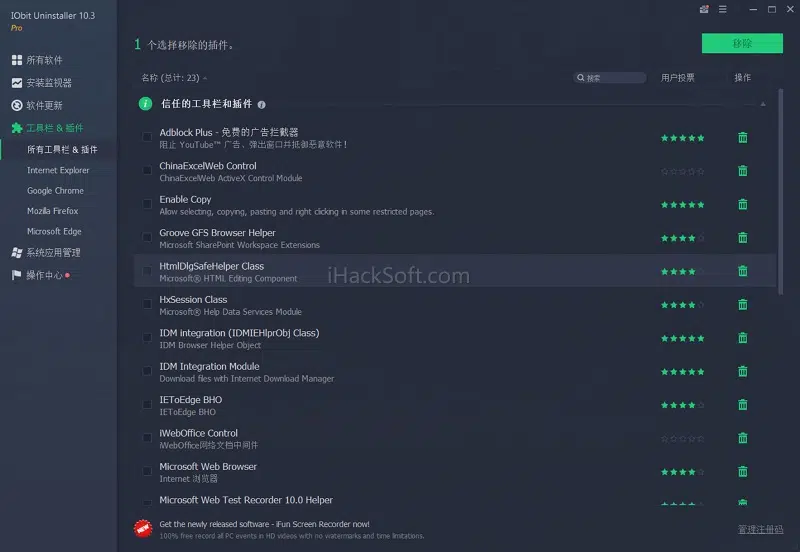 IObit Uninstaller 10.3
Pro
所有软件
安装监视器
软件更新
工具栏 & 插件
所有工具栏 & 插件
Internet Explorer
Google Chrome
Mozilla Firefox
Microsoft Edge
系统应用管理
操作中心
1 个选择移除的插件。
移除
名称 (总计: 23)
搜索
用户投票
操作
信任的工具栏和插件
Adblock Plus - 免费的广告拦截器
阻止 YouTube™ 广告、弹出窗口并抵御恶意软件！
ChinaExcelWeb Control
ChinaExcelWeb ActiveX Control Module
Enable Copy
Allow selecting, copying, pasting and right clicking in some restricted pages.
Groove GFS Browser Helper
Microsoft SharePoint Workspace Extensions
HtmlDlgSafeHelper Class
Microsoft® HTML Editing Component
iHackSoft.com
HxSession Class
Microsoft® Help Data Services Module
IDM integration (IDMIEHlprObj Class)
IDM Browser Helper Object
IDM Integration Module
Download files with Internet Download Manager
IEToEdge BHO
IEToEdge BHO
iWebOffice Control
iWebOffice网络文档中间件
Microsoft Web Browser
Internet 浏览器
Microsoft Web Test Recorder 10.0 Helper
Get the newly released software - iFun Screen Recorder now!
100% free record all PC events in HD videos with no watermarks and time limitations.
管理注册码